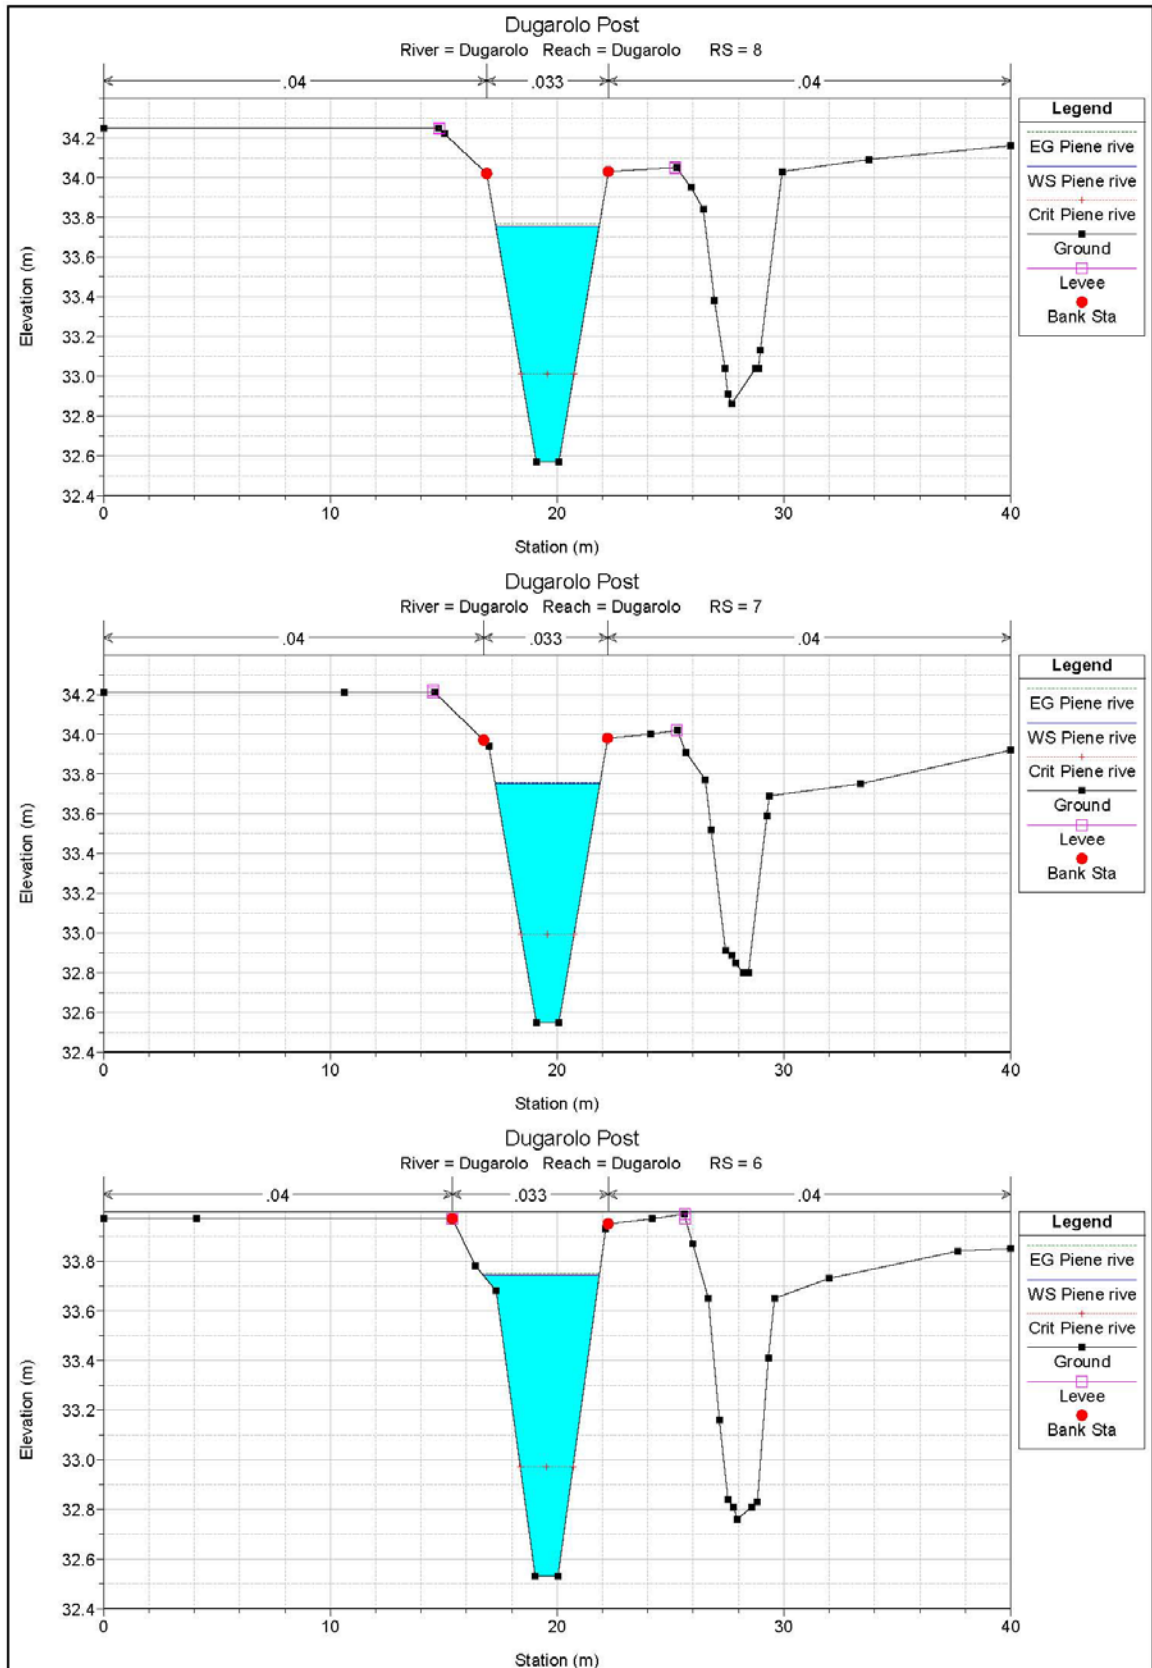 Dugarolo Post
River = Dugarolo Reach = Dugarolo RS = 8
.04 .033 .04
Legend
EG Piene rive
WS Piene rive
Crit Piene rive
Ground
Levee
Bank Sta
34.2
34.0
33.8
33.6
33.4
33.2
33.0
32.8
32.6
32.4
Elevation (m)
0 10 20 30 40
Station (m)
Dugarolo Post
River = Dugarolo Reach = Dugarolo RS = 7
.04 .033 .04
Legend
EG Piene rive
WS Piene rive
Crit Piene rive
Ground
Levee
Bank Sta
34.2
34.0
33.8
33.6
33.4
33.2
33.0
32.8
32.6
32.4
Elevation (m)
0 10 20 30 40
Station (m)
Dugarolo Post
River = Dugarolo Reach = Dugarolo RS = 6
.04 .033 .04
Legend
EG Piene rive
WS Piene rive
Crit Piene rive
Ground
Levee
Bank Sta
33.8
33.6
33.4
33.2
33.0
32.8
32.6
32.4
Elevation (m)
0 10 20 30 40
Station (m)